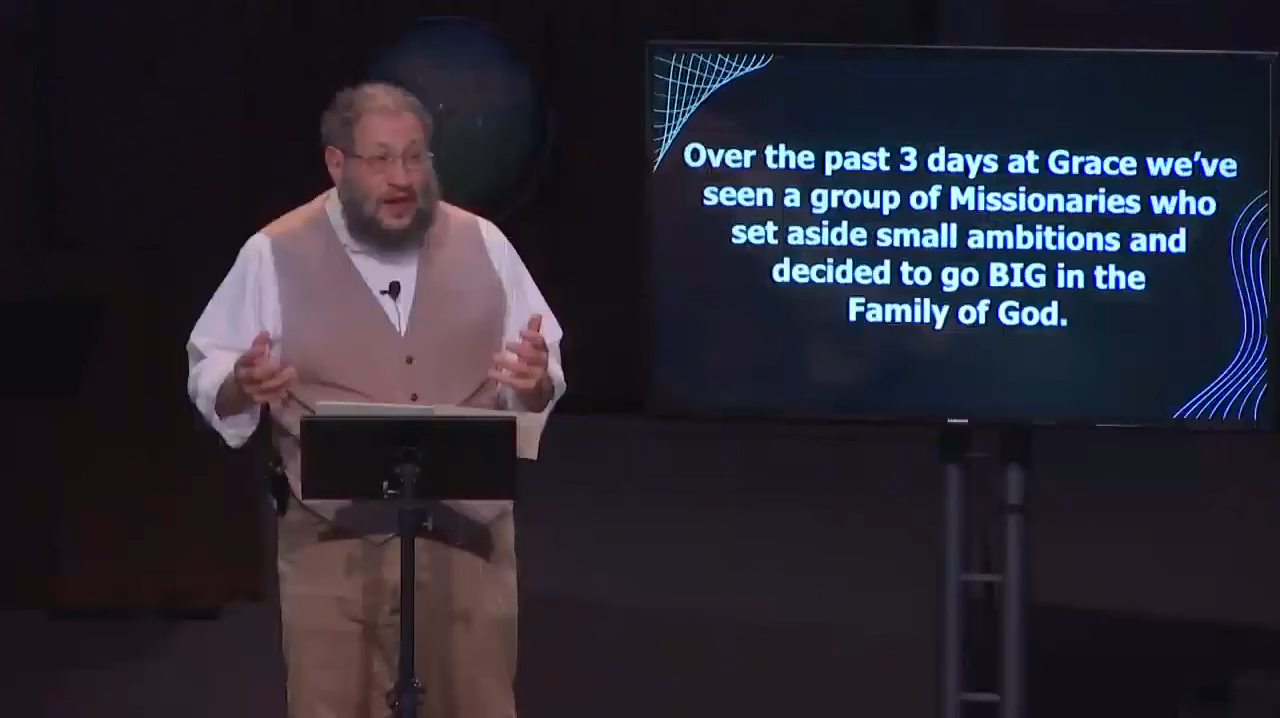 Over the past 3 days at Grace we've
seen a group of Missionaries who
set aside small ambitions and
decided to go BIG in the
Family of God.